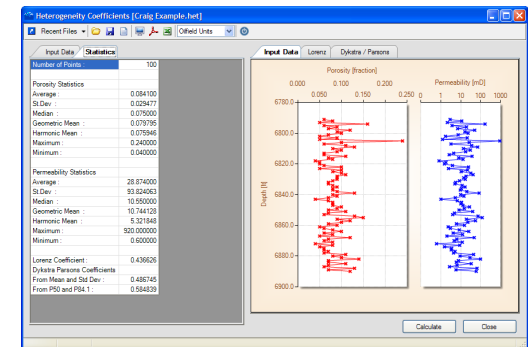 Heterogeneity Coefficients [Craig Example.het]
Recent Files
Oilfield Units
Input Data Statistics
Number of Points : 100
Porosity Statistics
Average : 0.084100
St.Dev : 0.029477
Median : 0.075000
Geometric Mean : 0.079795
Harmonic Mean : 0.075946
Maximum : 0.240000
Minimum : 0.040000
Permeability Statistics
Average : 28.874000
St.Dev : 93.824063
Median : 10.550000
Geometric Mean : 10.744128
Harmonic Mean : 5.321848
Maximum : 920.000000
Minimum : 0.600000
Lorenz Coefficient : 0.436626
Dykstra Parsons Coefficients
From Mean and Std Dev : 0.486745
From P50 and P84.1 : 0.584839
Input Data Lorenz Dykstra / Parsons
Porosity [fraction]
0.000 0.100 0.200
0.050 0.150 0.250
Permeability [mD]
0 1 10 100 1000
Depth [ft]
6780.0
6800.0
6820.0
6840.0
6860.0
6880.0
6900.0
Calculate Close